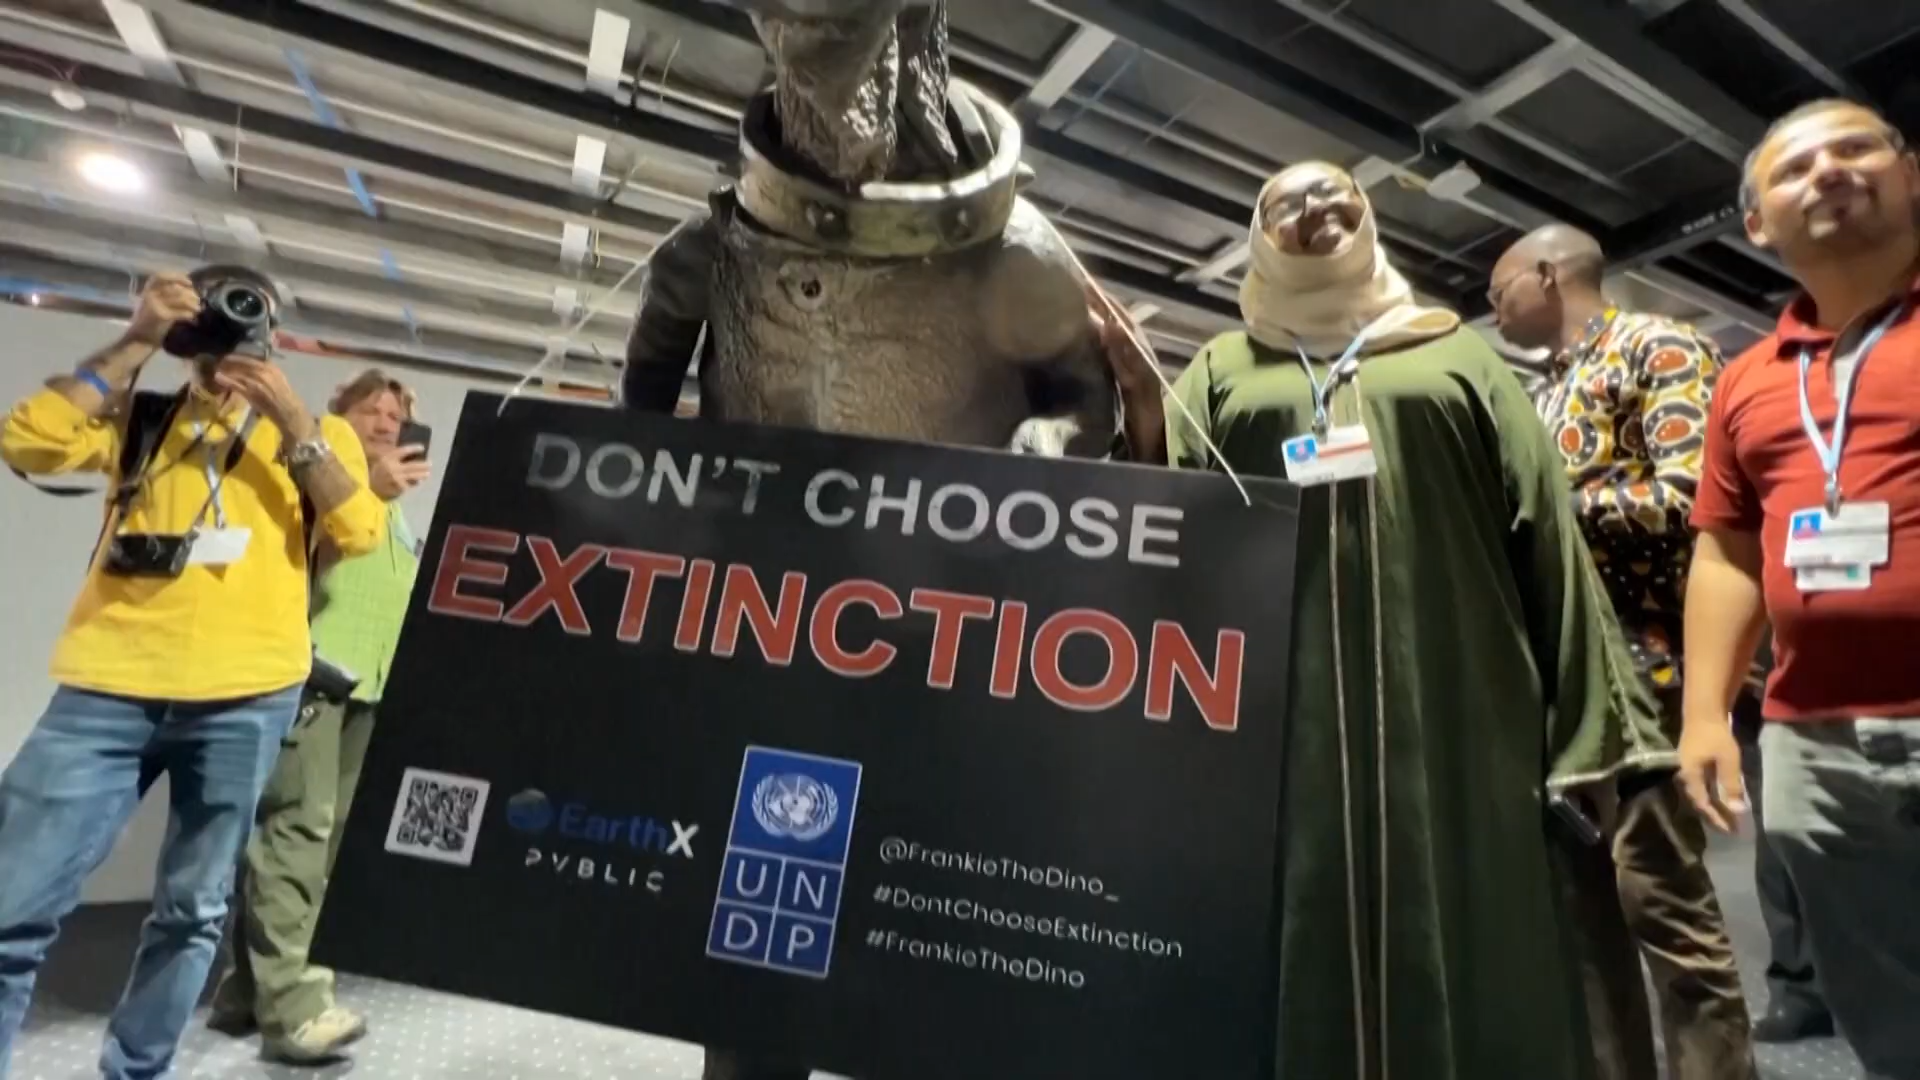 DON'T CHOOSE
EXTINCTION
EarthX
PVBLIC
UN
DP
@FrankieTheDino_
#DontChooseExtinction
#FrankieTheDino